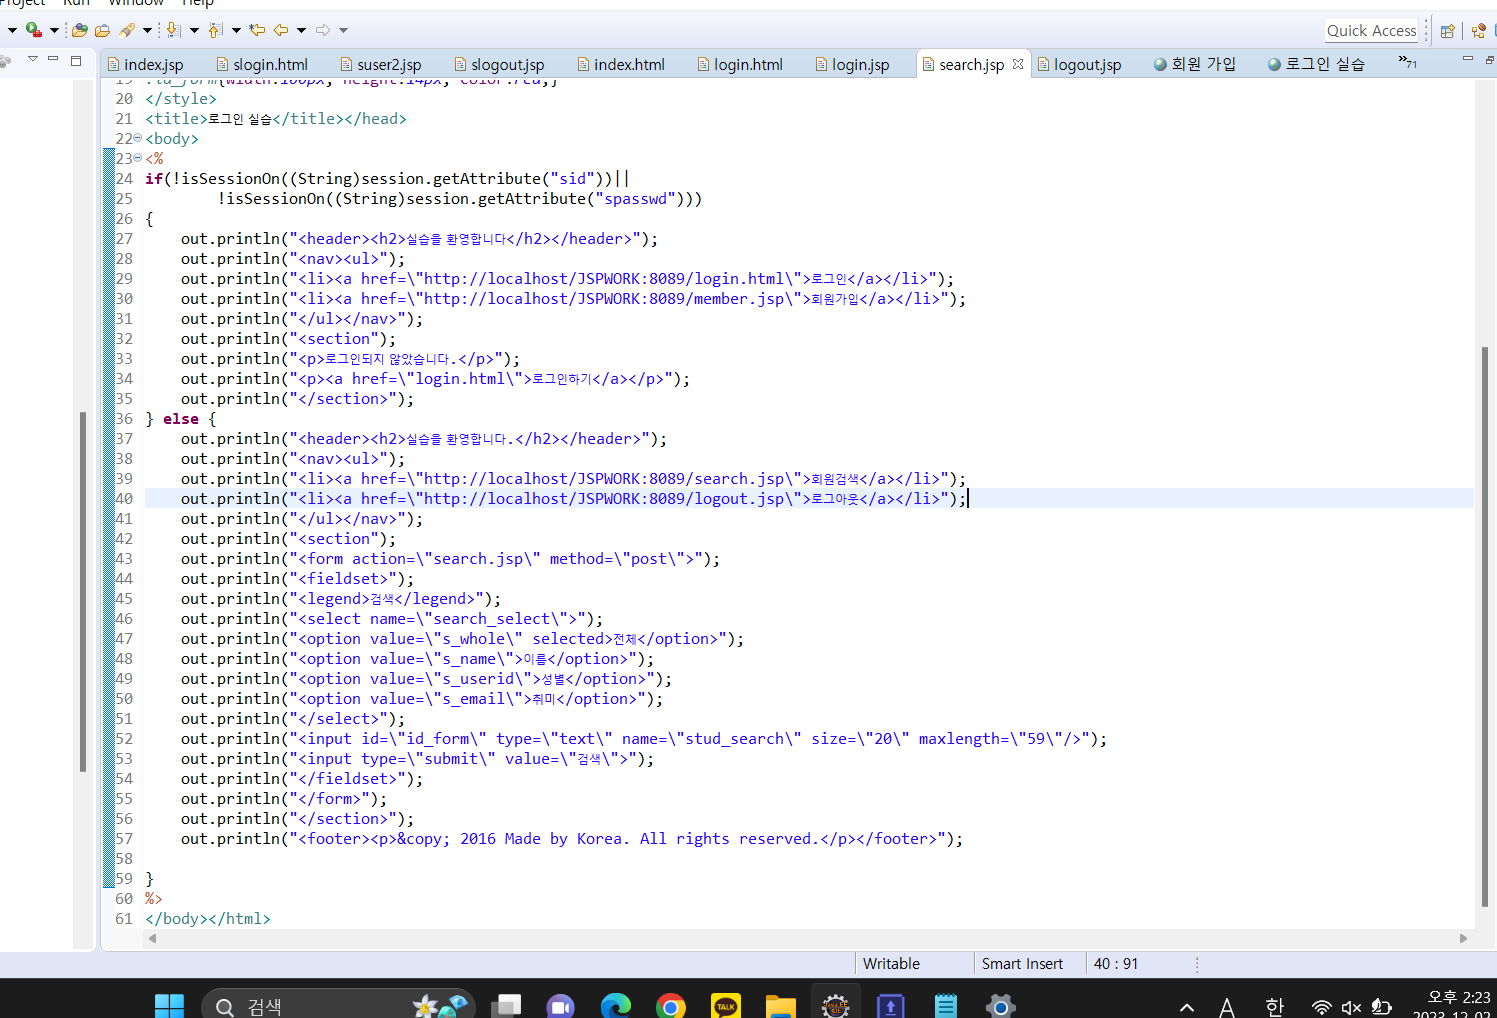 Project Run Window Help
Quick Access
index.jsp slogin.html suser2.jsp slogout.jsp index.html login.html login.jsp search.jsp logout.jsp 회원 가입 로그인 실습 »71
20 </style>
21 <title>로그인 실습</title></head>
22 <body>
23 <%
24 if(!isSessionOn((String)session.getAttribute("sid"))||
25 !isSessionOn((String)session.getAttribute("spasswd")))
26 {
27 out.println("<header><h2>실습을 환영합니다</h2></header>");
28 out.println("<nav><ul>");
29 out.println("<li><a href=\"http://localhost/JSPWORK:8089/login.html\">로그인</a></li>");
30 out.println("<li><a href=\"http://localhost/JSPWORK:8089/member.jsp\">회원가입</a></li>");
31 out.println("</ul></nav>");
32 out.println("<section");
33 out.println("<p>로그인되지 않았습니다.</p>");
34 out.println("<p><a href=\"login.html\">로그인하기</a></p>");
35 out.println("</section>");
36 } else {
37 out.println("<header><h2>실습을 환영합니다.</h2></header>");
38 out.println("<nav><ul>");
39 out.println("<li><a href=\"http://localhost/JSPWORK:8089/search.jsp\">회원검색</a></li>");
40 out.println("<li><a href=\"http://localhost/JSPWORK:8089/logout.jsp\">로그아웃</a></li>");
41 out.println("</ul></nav>");
42 out.println("<section");
43 out.println("<form action=\"search.jsp\" method=\"post\">");
44 out.println("<fieldset>");
45 out.println("<legend>검색</legend>");
46 out.println("<select name=\"search_select\">");
47 out.println("<option value=\"s_whole\" selected>전체</option>");
48 out.println("<option value=\"s_name\">이름</option>");
49 out.println("<option value=\"s_userid\">성별</option>");
50 out.println("<option value=\"s_email\">취미</option>");
51 out.println("</select>");
52 out.println("<input id=\"id_form\" type=\"text\" name=\"stud_search\" size=\"20\" maxlength=\"59\"/>");
53 out.println("<input type=\"submit\" value=\"검색\">");
54 out.println("</fieldset>");
55 out.println("</form>");
56 out.println("</section>");
57 out.println("<footer><p>&copy; 2016 Made by Korea. All rights reserved.</p></footer>");
58
59 }
60 %>
61 </body></html>
Writable Smart Insert 40 : 91
검색 TALK A 한 오후 2:23
2023-12-02